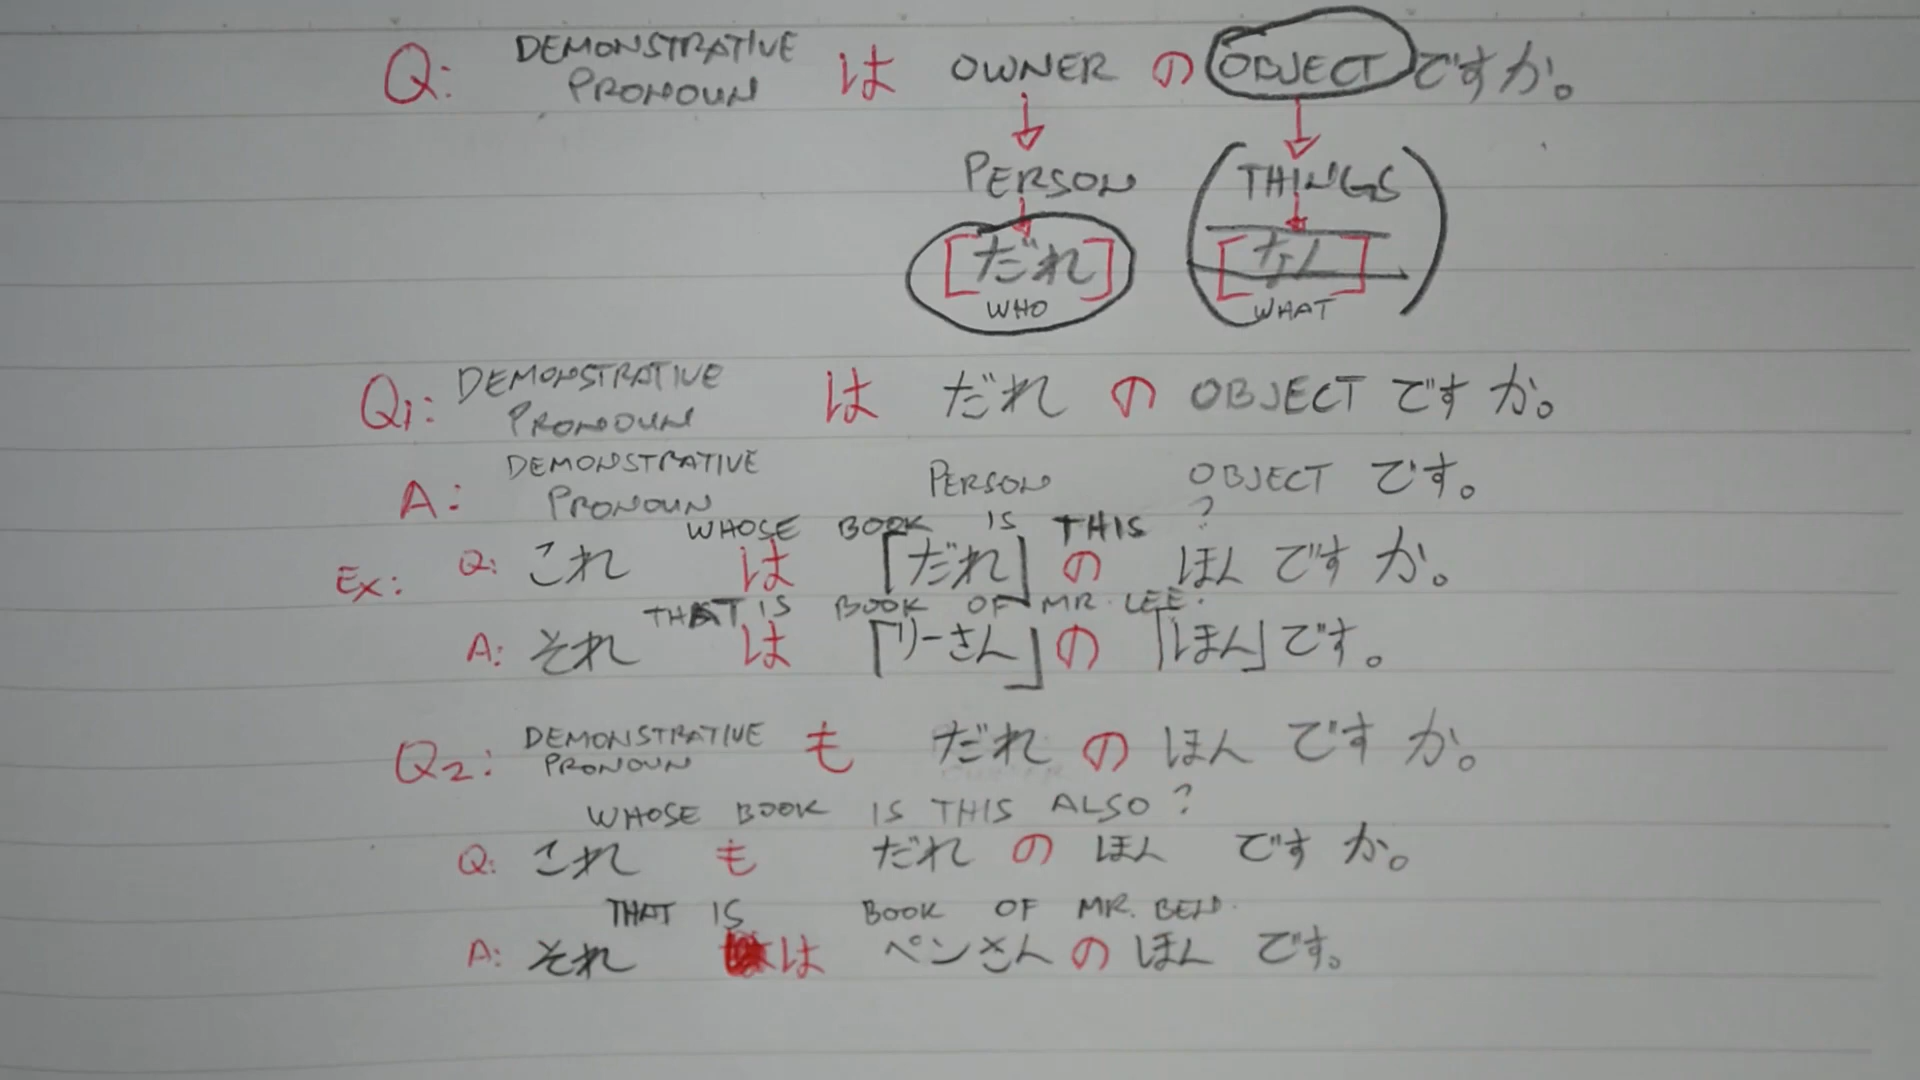 Q: DEMONSTRATIVE PRONOUN は OWNER の OBJECT ですか。
PERSON THINGS
[だれ] [なん]
WHO WHAT
Q1: DEMONSTRATIVE PRONOUN は だれ の OBJECT です か。
A: DEMONSTRATIVE PRONOUN PERSON OBJECT です。
WHOSE BOOK IS THIS ?
Ex: Q: これ は 「だれ」 の ほん です か。
THAT IS BOOK OF MR. LEE.
A: それ は 「リーさん」 の 「ほん」 です。
Q2: DEMONSTRATIVE PRONOUN も だれ の ほん です か。
WHOSE BOOK IS THIS ALSO ?
Q: これ も だれ の ほん です か。
THAT IS BOOK OF MR.
A: それ は ペンさん の ほん です。